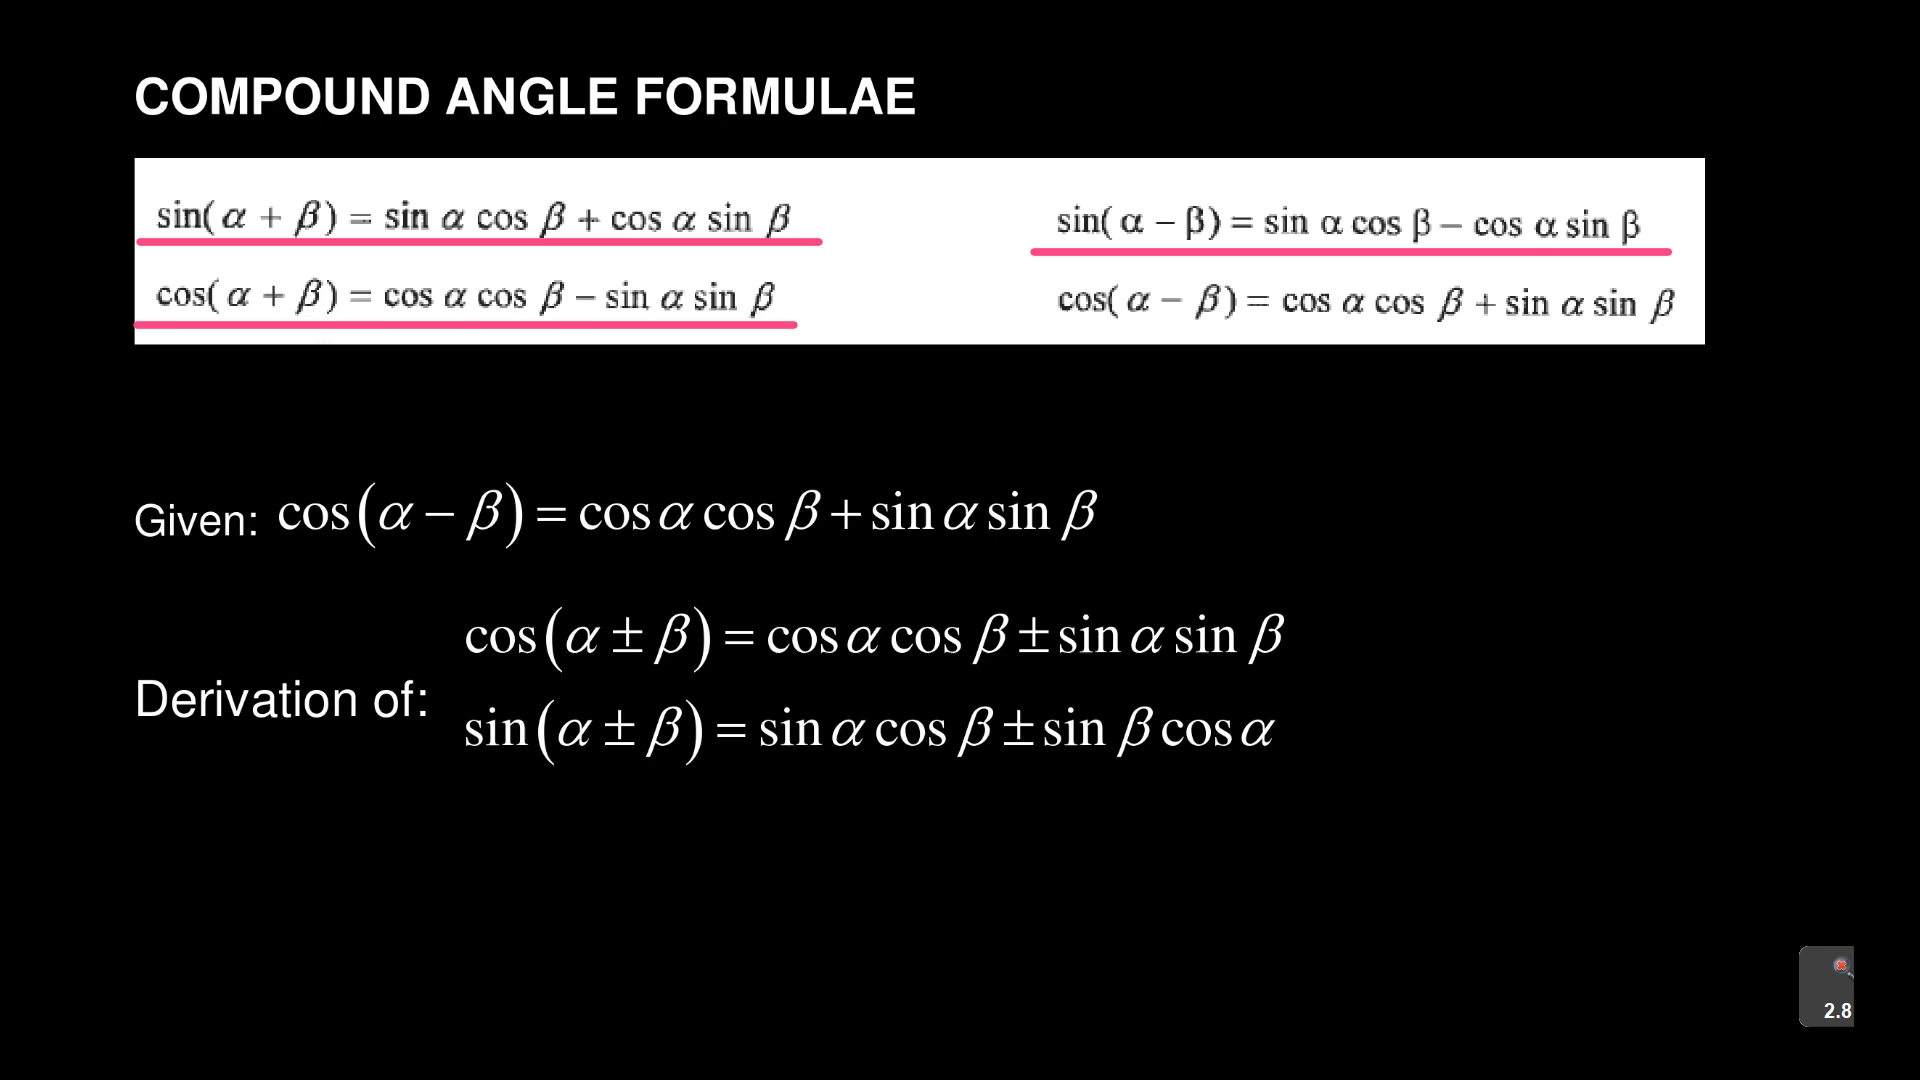 COMPOUND ANGLE FORMULAE
sin( α + β) = sin α cos β + cos α sin β
sin( α – β) = sin α cos β – cos α sin β
cos( α + β) = cos α cos β – sin α sin β
cos( α – β) = cos α cos β + sin α sin β
Given: cos(α − β) = cos α cos β + sin α sin β
cos(α ± β) = cos α cos β ± sin α sin β
Derivation of:
sin(α ± β) = sin α cos β ± sin β cos α
2.8